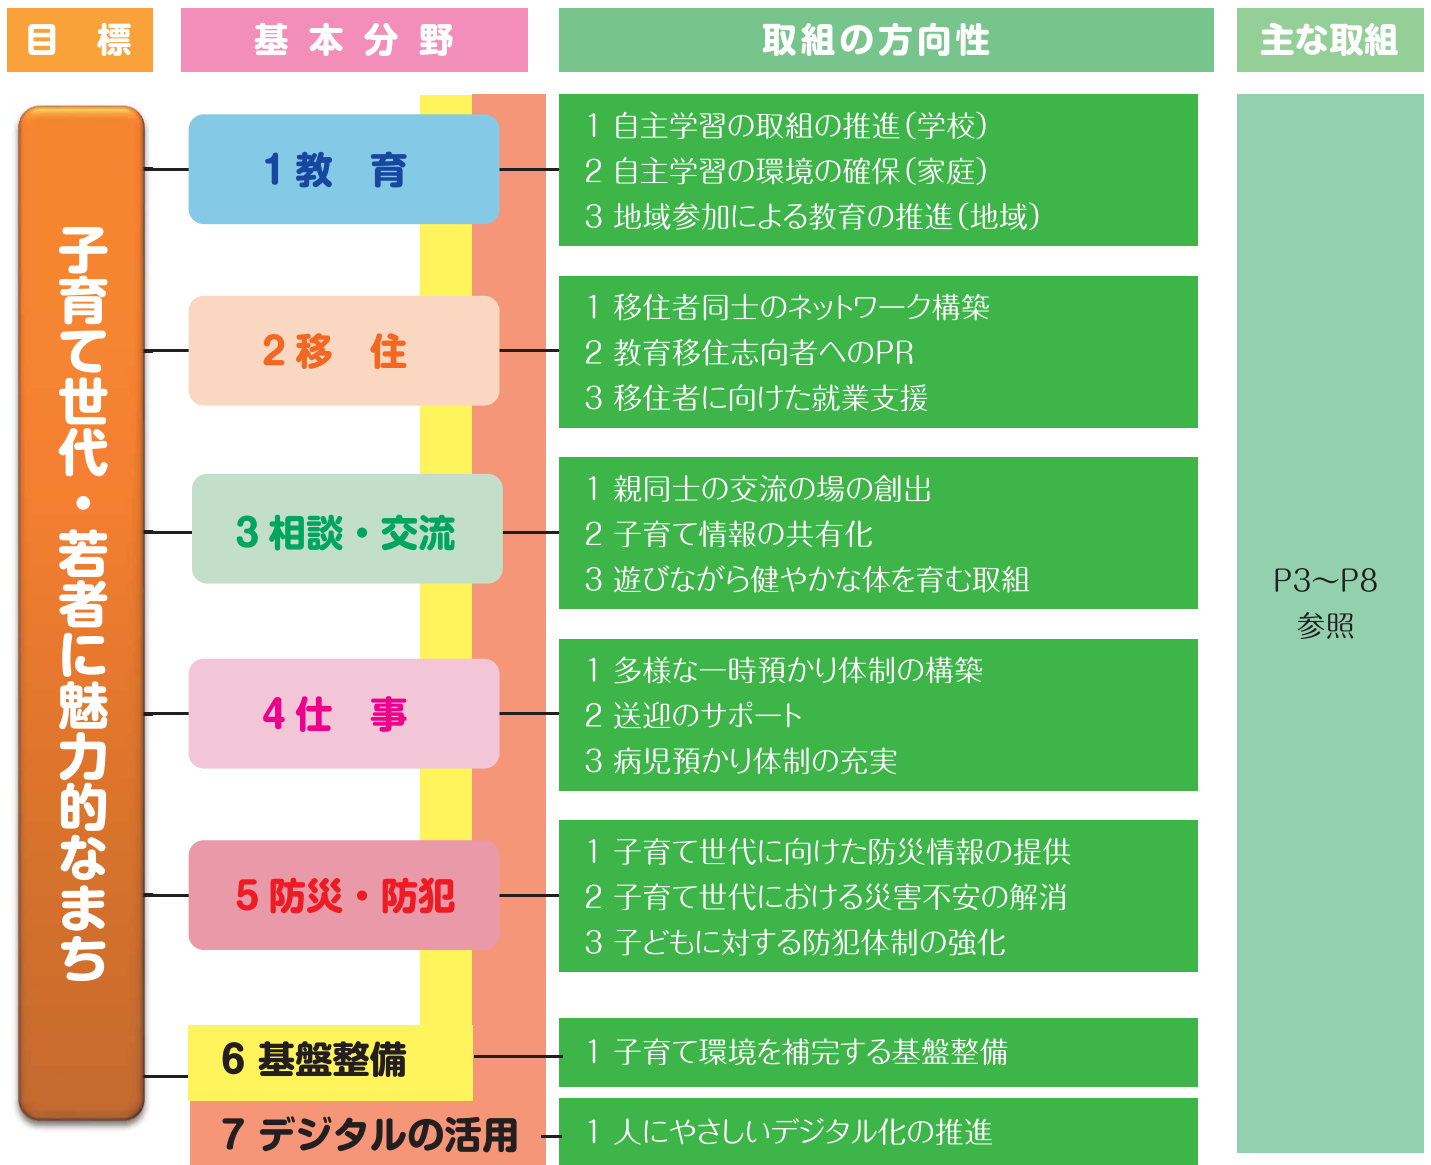 目　標
基 本 分 野
取組の方向性
主な取組
子育て世代・若者に魅力的なまち
1 教　育
1 自主学習の取組の推進（学校）
2 自主学習の環境の確保（家庭）
3 地域参加による教育の推進（地域）
2 移　住
1 移住者同士のネットワーク構築
2 教育移住志向者へのPR
3 移住者に向けた就業支援
3 相談・交流
1 親同士の交流の場の創出
2 子育て情報の共有化
3 遊びながら健やかな体を育む取組
4 仕　事
1 多様な一時預かり体制の構築
2 送迎のサポート
3 病児預かり体制の充実
5 防災・防犯
1 子育て世代に向けた防災情報の提供
2 子育て世代における災害不安の解消
3 子どもに対する防犯体制の強化
6 基盤整備
1 子育て環境を補完する基盤整備
7 デジタルの活用
1 人にやさしいデジタル化の推進
P3～P8
参照